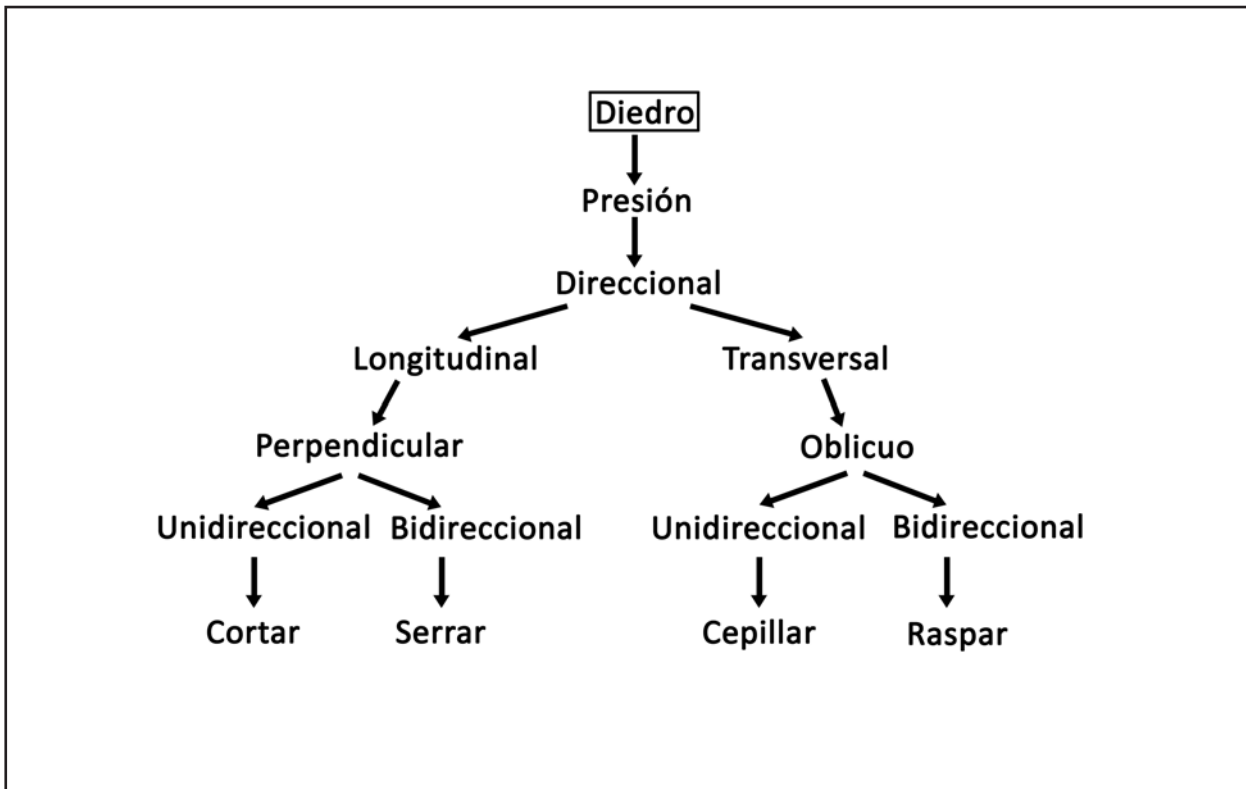 Diedro
Presión
Direccional
Longitudinal Transversal
Perpendicular Oblicuo
Unidireccional Bidireccional Unidireccional Bidireccional
Cortar Serrar Cepillar Raspar